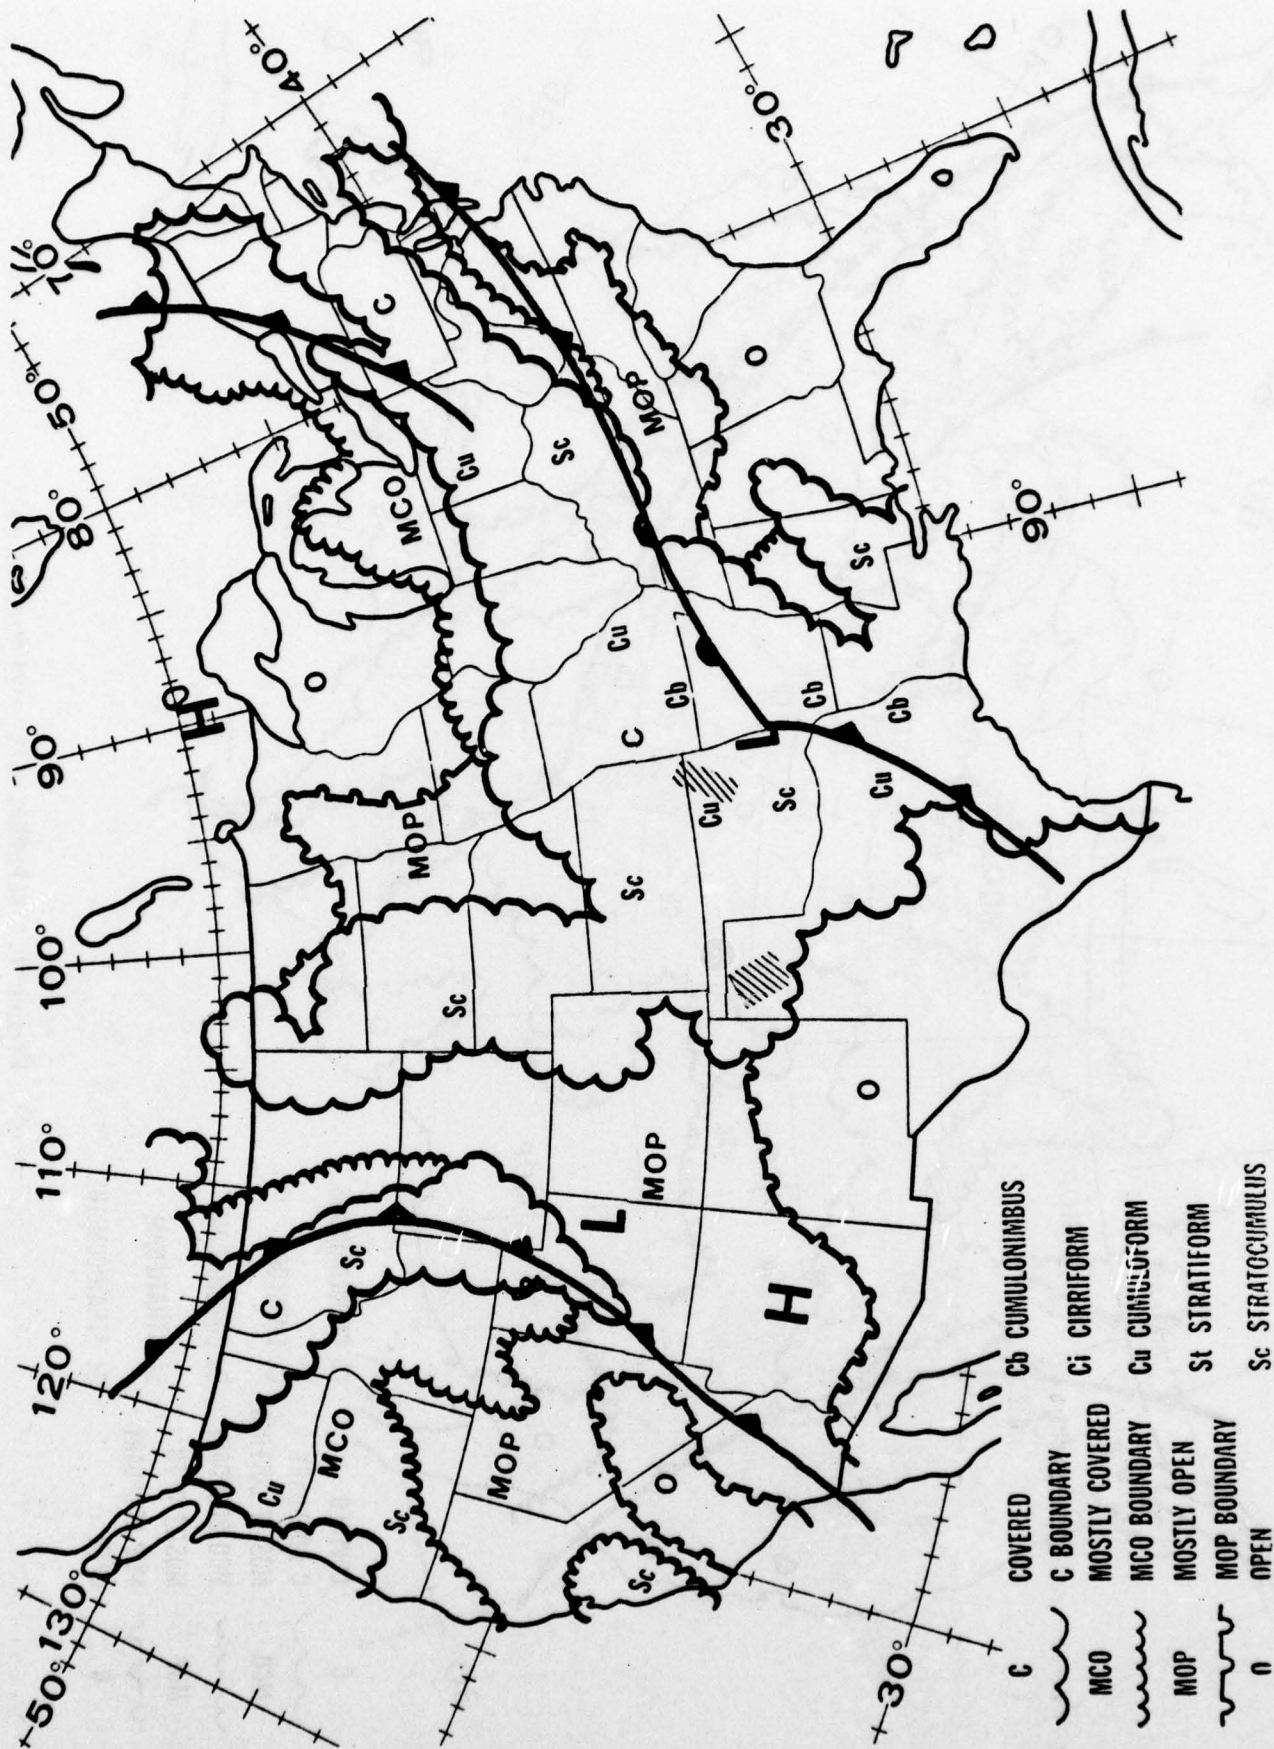 50°
130°
120°
110°
100°
90°
80°
50°
70°
40°
H
Cu
C
O
MCO
Sc
C
Sc
MCO
MOP
Sc
Cu
MOP
Sc
L
Cu
Sc
C
Sc
MOP
MOP
O
Cb
Cu
L
O
H
Sc
Cb
30°
Sc
O
Cu
Cb
30°
90°
C COVERED Cb CUMULONIMBUS
C BOUNDARY
MCO MOSTLY COVERED Ci CIRRIFORM
MCO BOUNDARY Cu CUMULOFORM
MOP MOSTLY OPEN St STRATIFORM
MOP BOUNDARY
O OPEN Sc STRATOCUMULUS